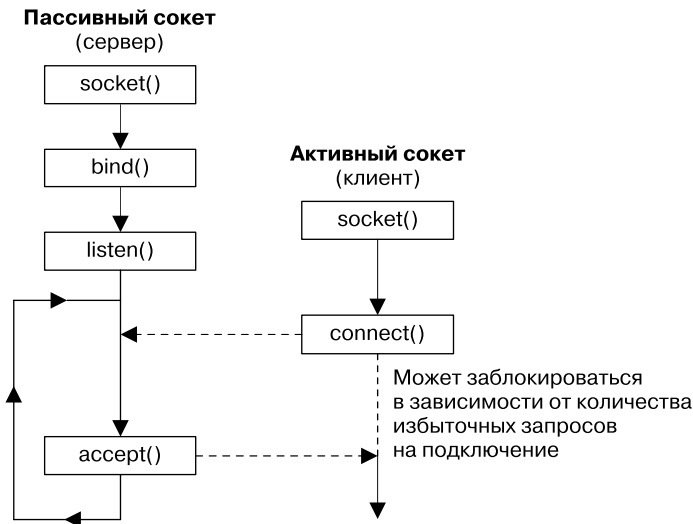 Пассивный сокет
(сервер)
socket()
bind()
listen()
accept()
Активный сокет
(клиент)
socket()
connect()
Может заблокироваться
в зависимости от количества
избыточных запросов
на подключение